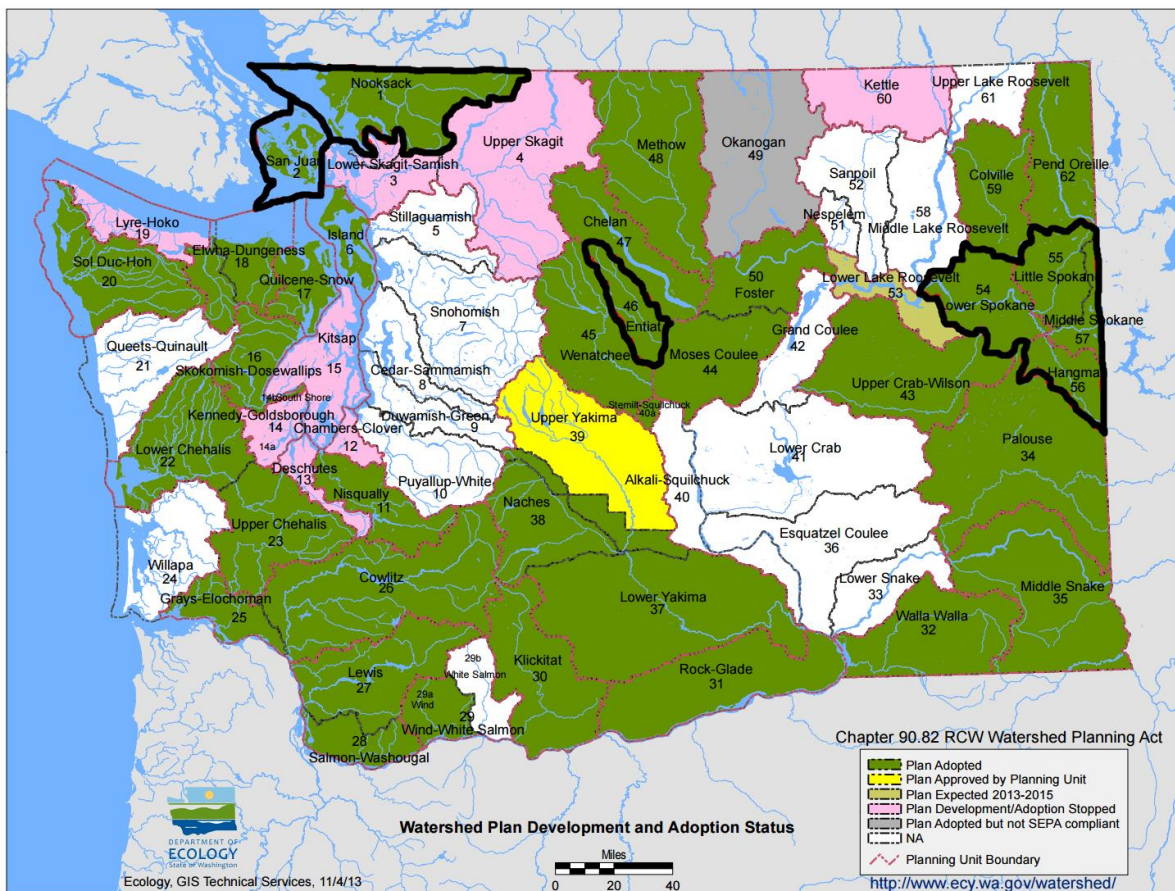 Nooksack
1
San Juan
2
Lower Skagit-Samish
3
Upper Skagit
4
Stillaguamish
5
Island
6
Snohomish
7
Cedar-Sammamish
8
Duwamish-Green
9
Puyallup-White
10
Nisqually
11
Chambers-Clover
12
Deschutes
13
Kennedy-Goldsborough
14
14a
14bSouth Shore
Kitsap
15
16
Skokomish-Dosewallips
Quilcene-Snow
17
Elwha-Dungeness
18
Lyre-Hoko
19
Sol Duc-Hoh
20
Queets-Quinault
21
Lower Chehalis
22
Upper Chehalis
23
Willapa
24
Grays-Elochoman
25
Cowlitz
26
Lewis
27
28
Salmon-Washougal
29a
Wind
29b
White Salmon
29
Wind-White Salmon
Klickitat
30
Rock-Glade
31
Walla Walla
32
Lower Snake
33
Palouse
34
Middle Snake
35
Esquatzel Coulee
36
Lower Yakima
37
Naches
38
Upper Yakima
39
Alkali-Squilchuck
40
Stemilt-Squilchuck
40a
Lower Crab
41
Grand Coulee
42
Upper Crab-Wilson
43
Moses Coulee
44
45
Wenatchee
46
Entiat
Chelan
47
Methow
48
Okanogan
49
50
Foster
Nespelem
51
Sanpoil
52
Lower Lake Roosevelt
53
54
Lower Spokane
55
Little Spokane
Hangman
56
Middle Spokane
57
58
Middle Lake Roosevelt
Colville
59
Kettle
60
Upper Lake Roosevelt
61
Pend Oreille
62
Chapter 90.82 RCW Watershed Planning Act
Plan Adopted
Plan Approved by Planning Unit
Plan Expected 2013-2015
Plan Development/Adoption Stopped
Plan Adopted but not SEPA compliant
NA
Planning Unit Boundary
http://www.ecy.wa.gov/watershed/
Watershed Plan Development and Adoption Status
Miles
0 10 20 40
DEPARTMENT OF
ECOLOGY
State of Washington
Ecology, GIS Technical Services, 11/4/13